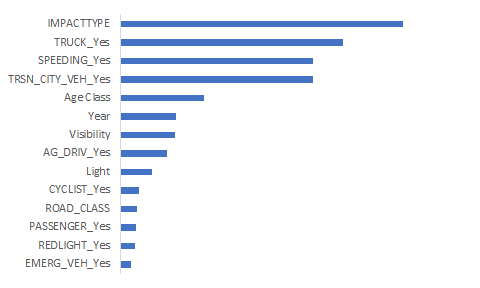 IMPACTTYPE
TRUCK_Yes
SPEEDING_Yes
TRSN_CITY_VEH_Yes
Age Class
Year
Visibility
AG_DRIV_Yes
Light
CYCLIST_Yes
ROAD_CLASS
PASSENGER_Yes
REDLIGHT_Yes
EMERG_VEH_Yes